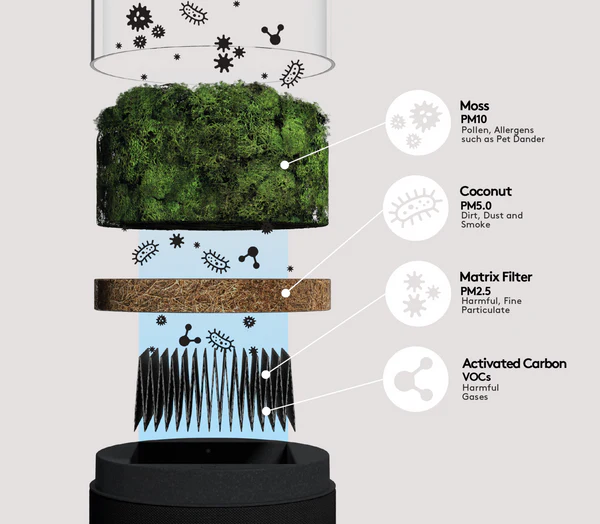 Moss
PM10
Pollen, Allergens
such as Pet Dander
Coconut
PM5.0
Dirt, Dust and
Smoke
Matrix Filter
PM2.5
Harmful, Fine
Particulate
Activated Carbon
VOCs
Harmful
Gases